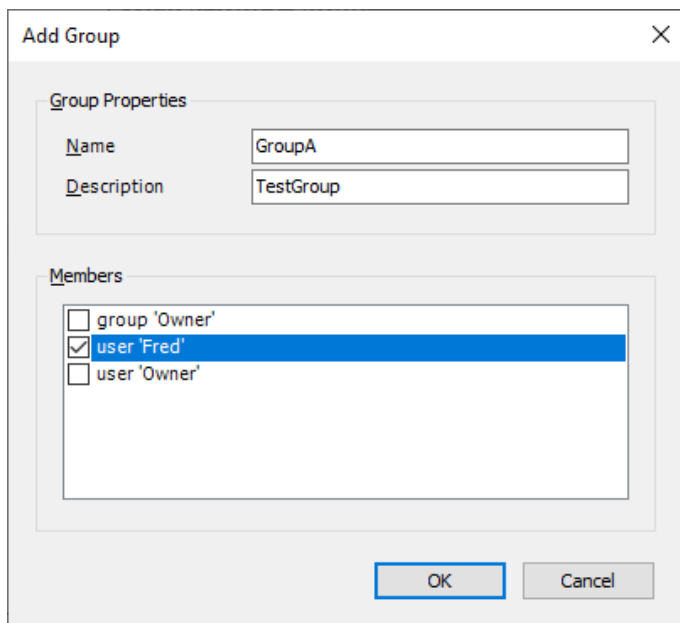 Add Group
Group Properties
Name
GroupA
Description
TestGroup
Members
group 'Owner'
user 'Fred'
user 'Owner'
OK
Cancel